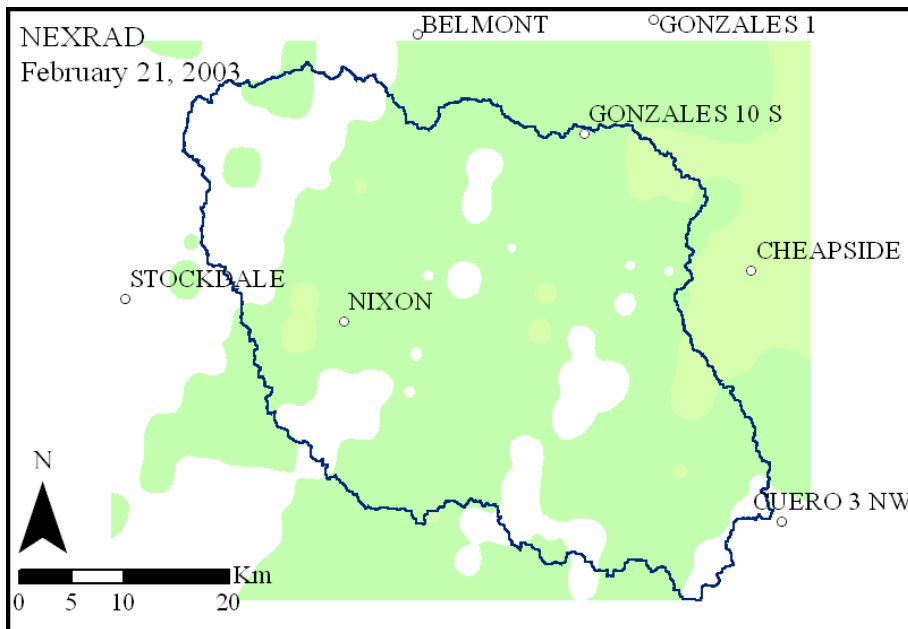 NEXRAD
February 21, 2003
BELMONT
GONZALES 1
GONZALES 10 S
CHEAPSIDE
STOCKDALE
NIXON
CUERO 3 NW
N
Km
0 5 10 20